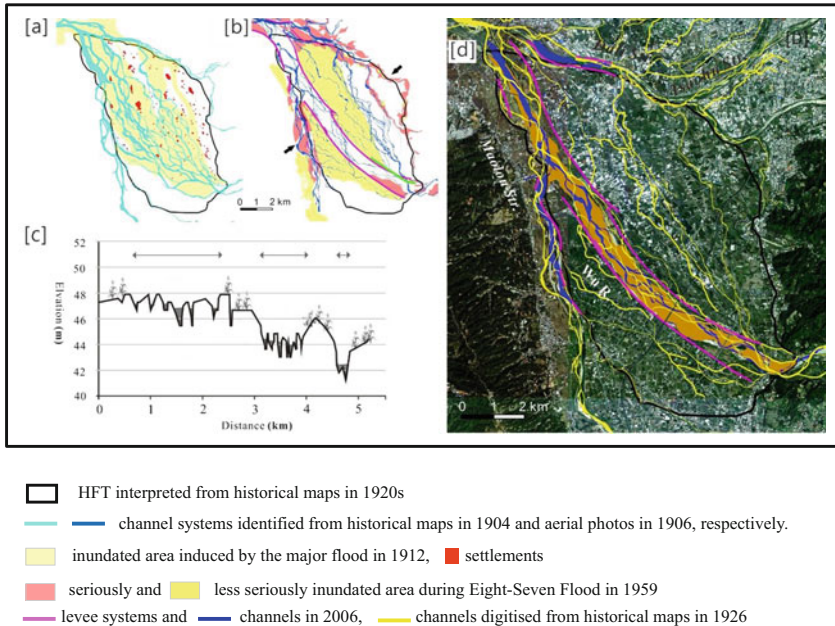 [a]
[b]
0 1 2 km
[c]
52
50
48
46
44
42
40
Elvation (m)
0 1 2 3 4 5
Distance (km)
[d]
Maolou Str.
Wu R.
0 2 km
HFT interpreted from historical maps in 1920s
channel systems identified from historical maps in 1904 and aerial photos in 1906, respectively.
inundated area induced by the major flood in 1912, settlements
seriously and less seriously inundated area during Eight-Seven Flood in 1959
levee systems and channels in 2006, channels digitised from historical maps in 1926